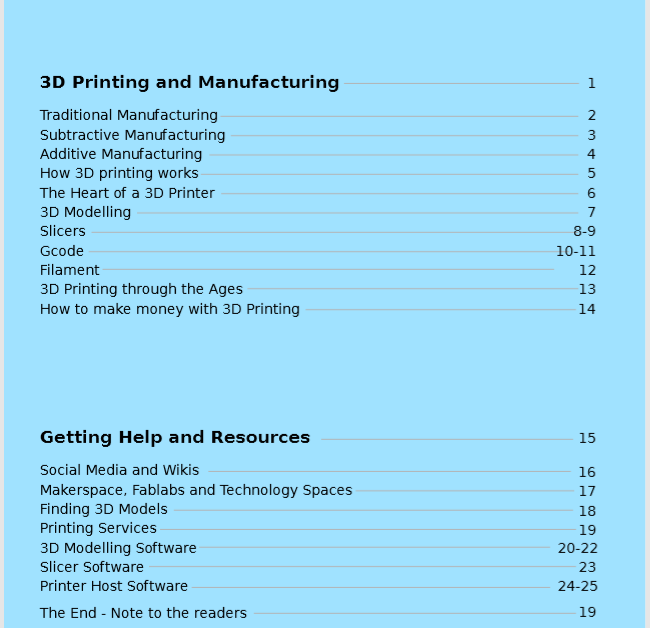 3D Printing and Manufacturing 1
Traditional Manufacturing 2
Subtractive Manufacturing 3
Additive Manufacturing 4
How 3D printing works 5
The Heart of a 3D Printer 6
3D Modelling 7
Slicers 8-9
Gcode 10-11
Filament 12
3D Printing through the Ages 13
How to make money with 3D Printing 14
Getting Help and Resources 15
Social Media and Wikis 16
Makerspace, Fablabs and Technology Spaces 17
Finding 3D Models 18
Printing Services 19
3D Modelling Software 20-22
Slicer Software 23
Printer Host Software 24-25
The End - Note to the readers 19